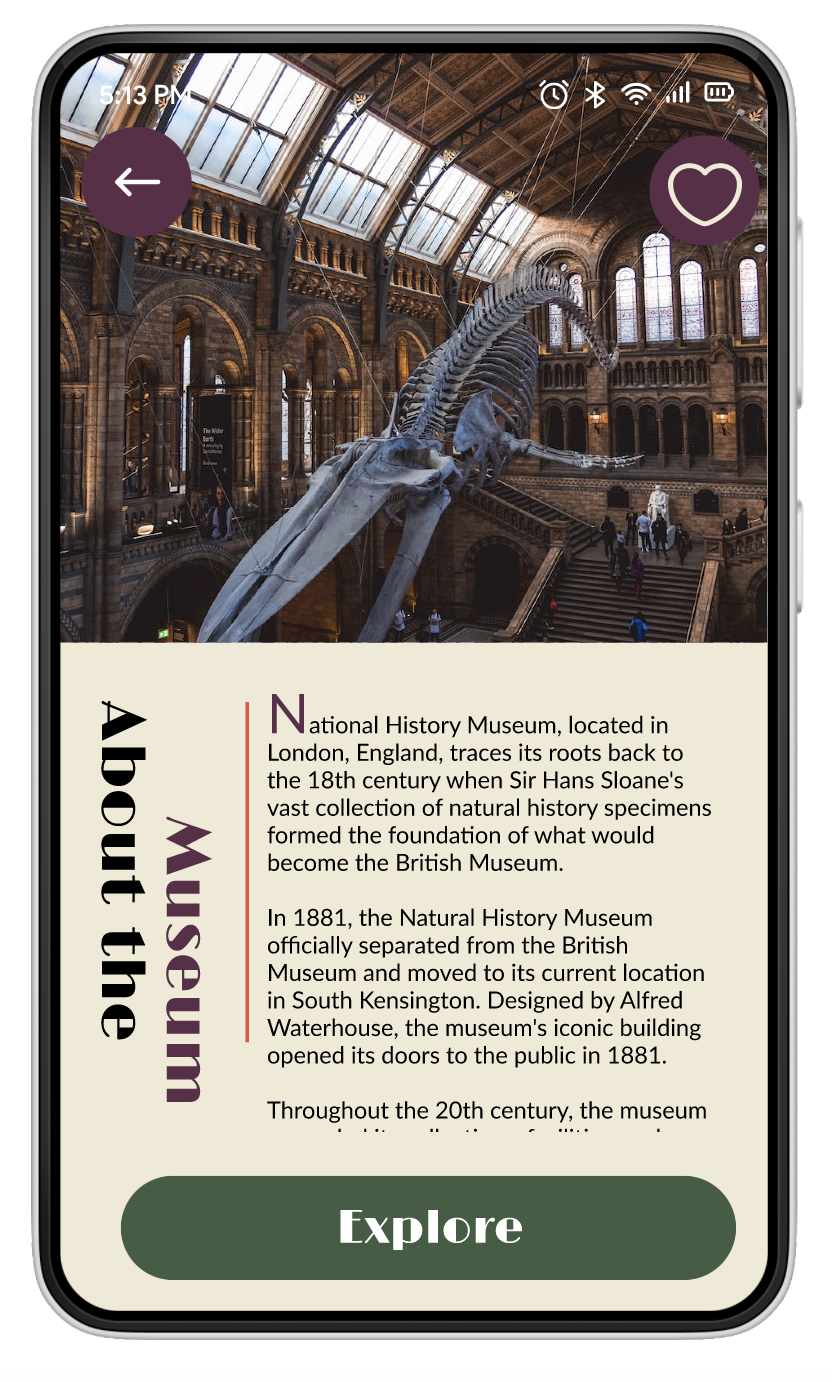 5:13 PM
The Wider
Earth
About the
Museum
National History Museum, located in
London, England, traces its roots back to
the 18th century when Sir Hans Sloane's
vast collection of natural history specimens
formed the foundation of what would
become the British Museum.
In 1881, the Natural History Museum
officially separated from the British
Museum and moved to its current location
in South Kensington. Designed by Alfred
Waterhouse, the museum's iconic building
opened its doors to the public in 1881.
Throughout the 20th century, the museum
Explore